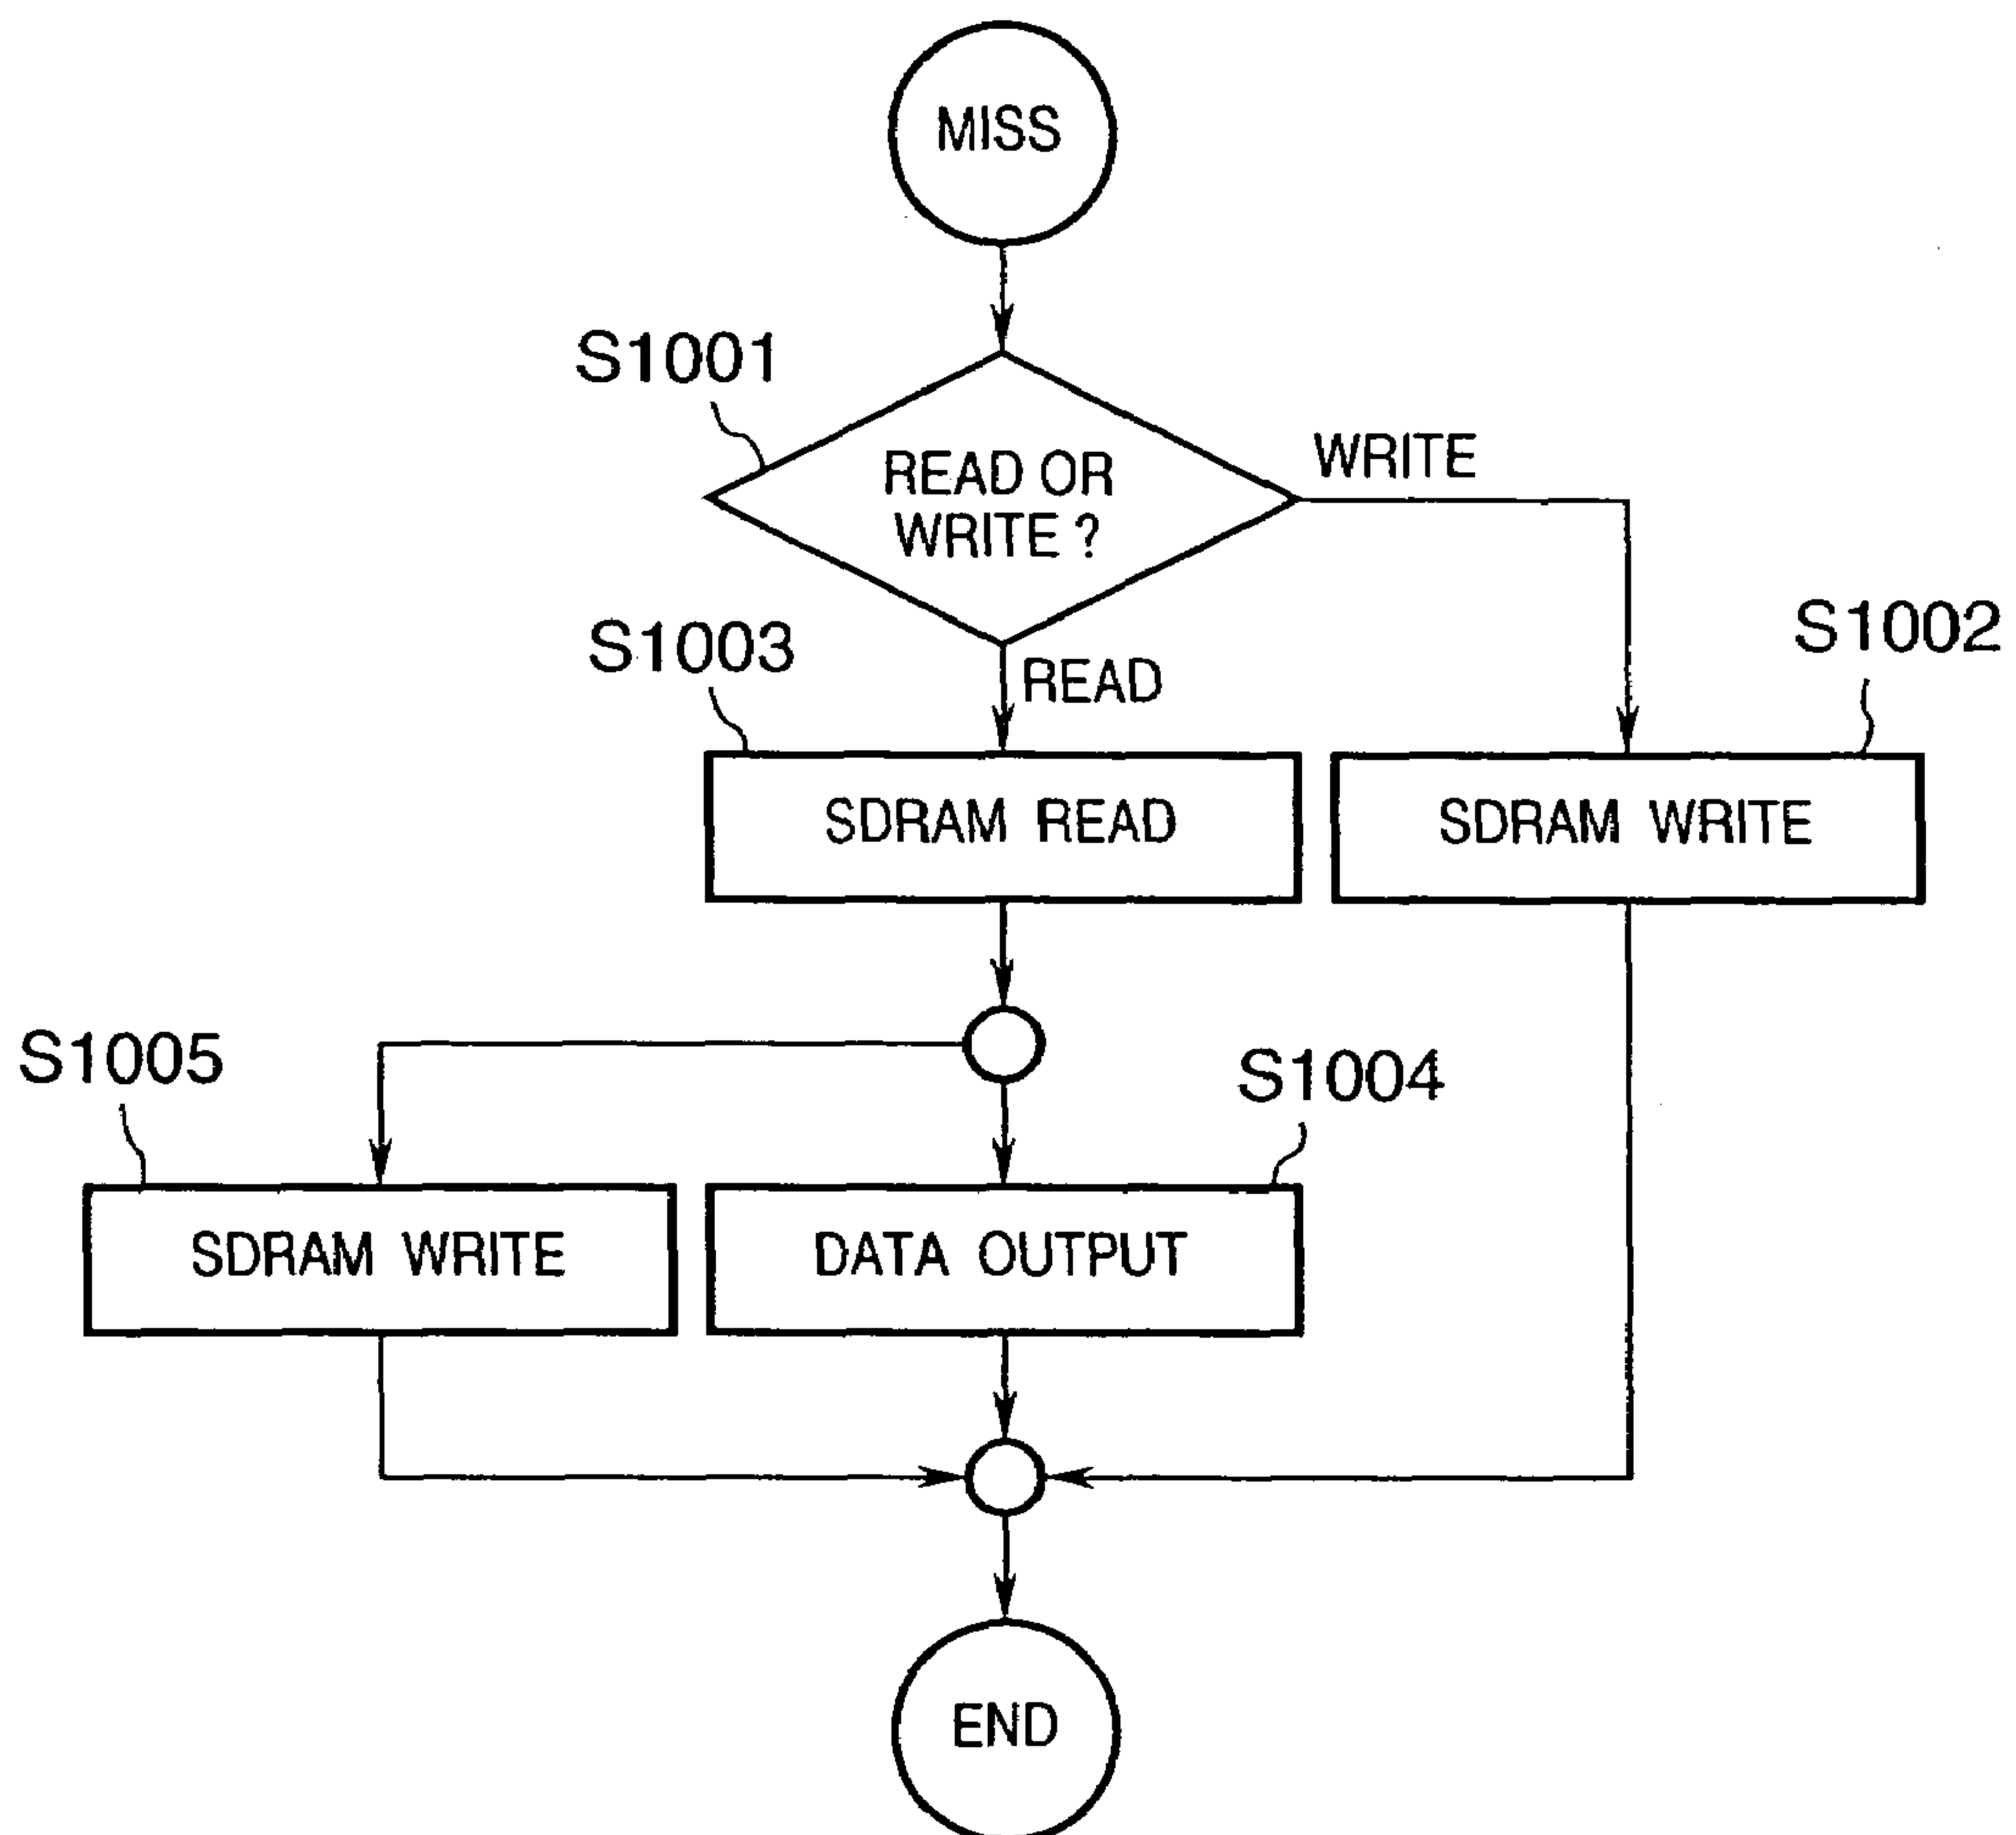 MISS
S1001
READ OR
WRITE ?
WRITE
S1003
READ
S1002
SDRAM READ
SDRAM WRITE
S1005
S1004
SDRAM WRITE
DATA OUTPUT
END